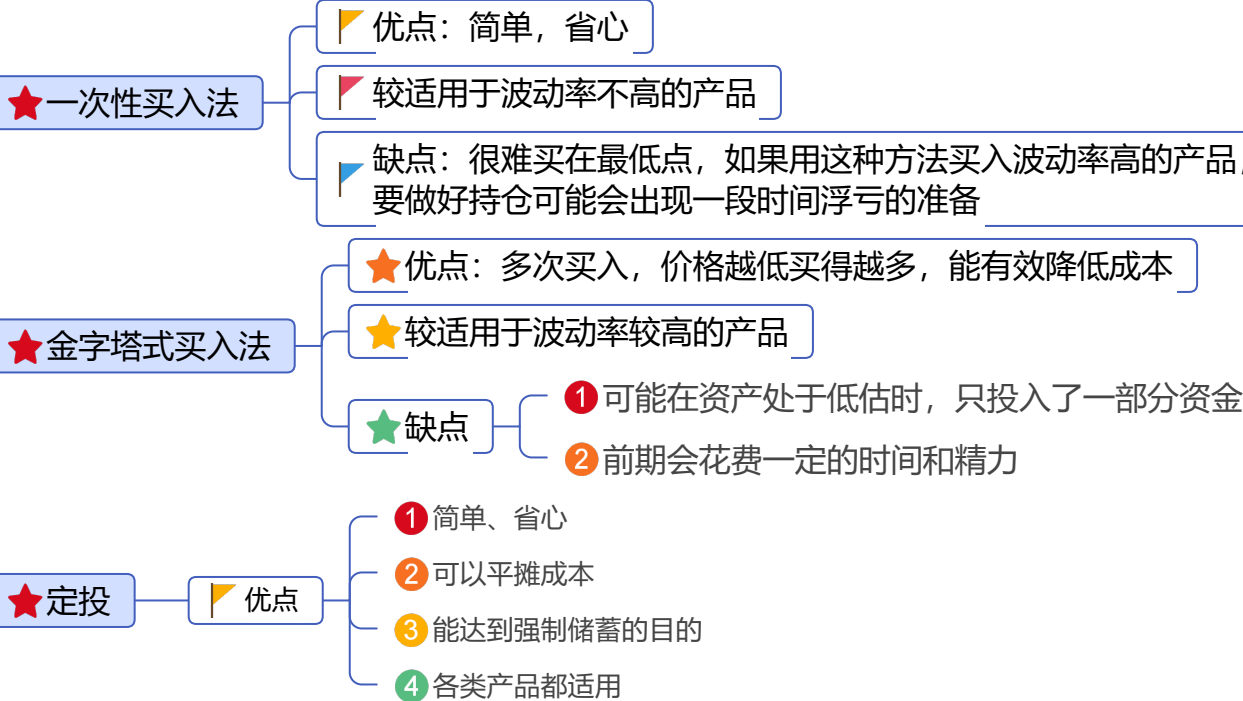 优点：简单，省心
一次性买入法
较适用于波动率不高的产品
缺点：很难买在最低点，如果用这种方法买入波动率高的产品，
要做好持仓可能会出现一段时间浮亏的准备
金字塔式买入法
优点：多次买入，价格越低买得越多，能有效降低成本
较适用于波动率较高的产品
缺点
1 可能在资产处于低估时，只投入了一部分资金
2 前期会花费一定的时间和精力
定投
优点
1 简单、省心
2 可以平摊成本
3 能达到强制储蓄的目的
4 各类产品都适用